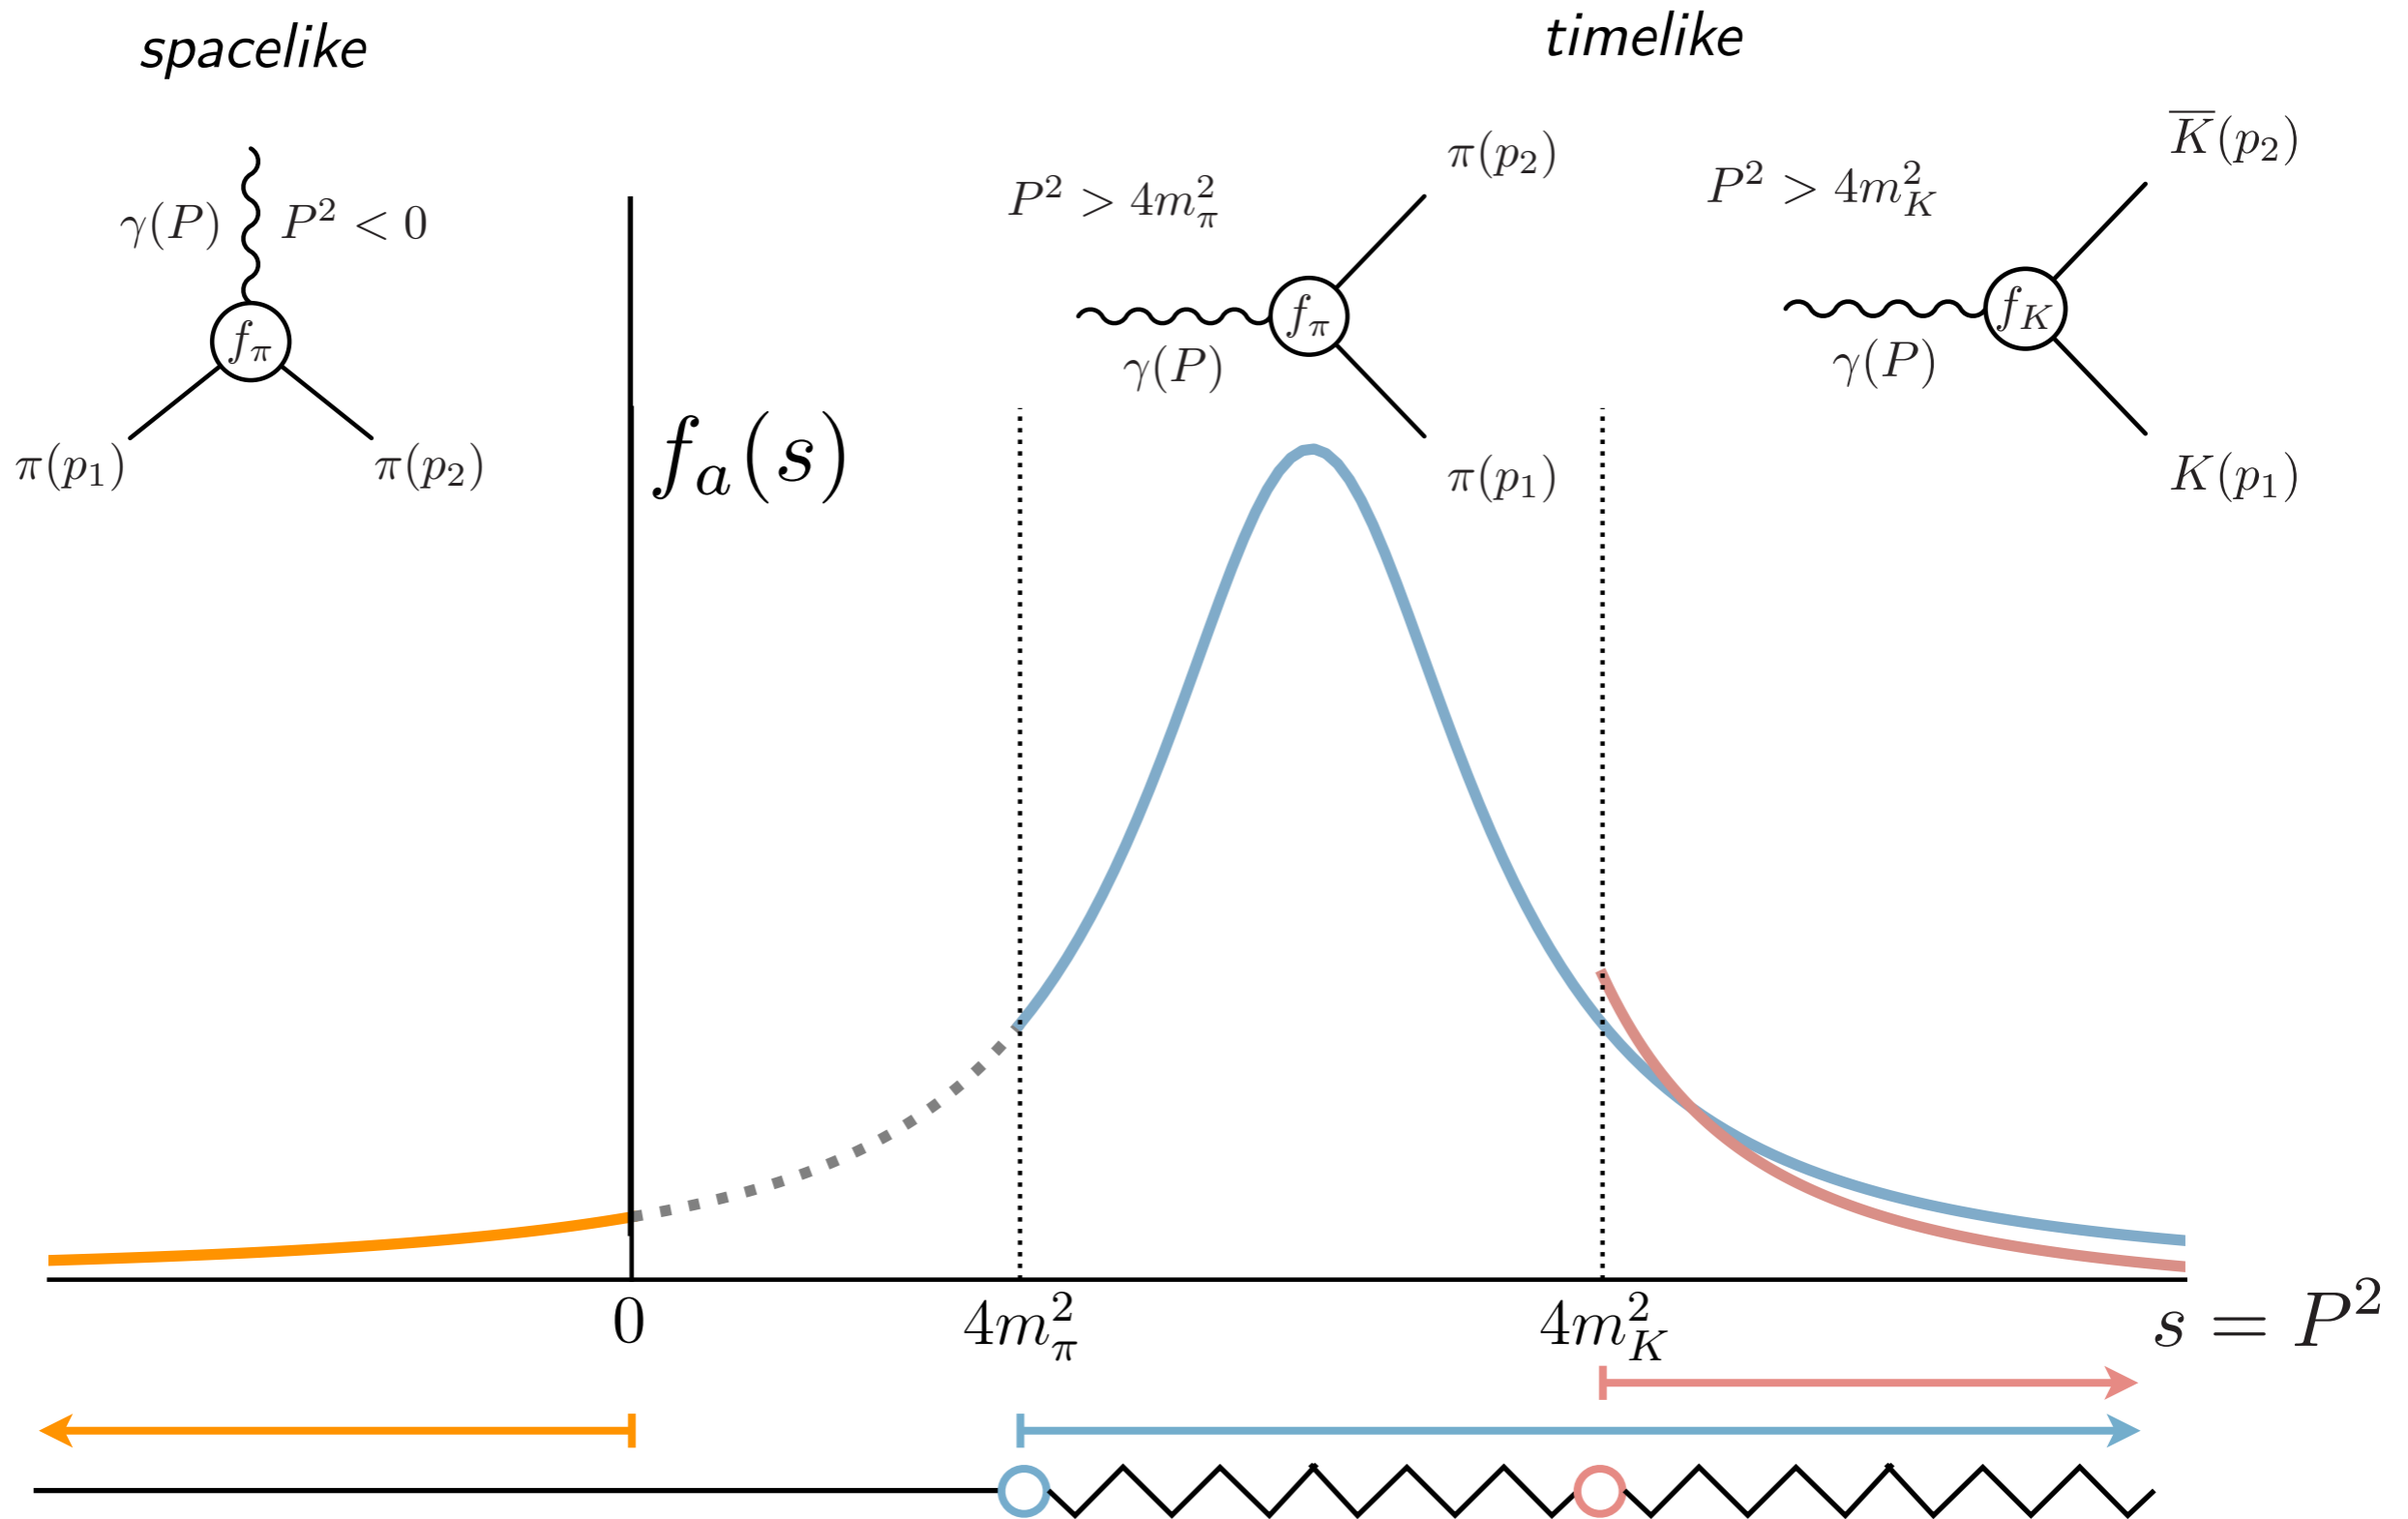 spacelike
timelike
γ(P)
P² < 0
f_π
π(p₁)
π(p₂)
f_a(s)
P² > 4m_π²
π(p₂)
f_π
γ(P)
π(p₁)
P² > 4m_K²
K̅(p₂)
f_K
γ(P)
K(p₁)
0
4m_π²
4m_K²
s = P²